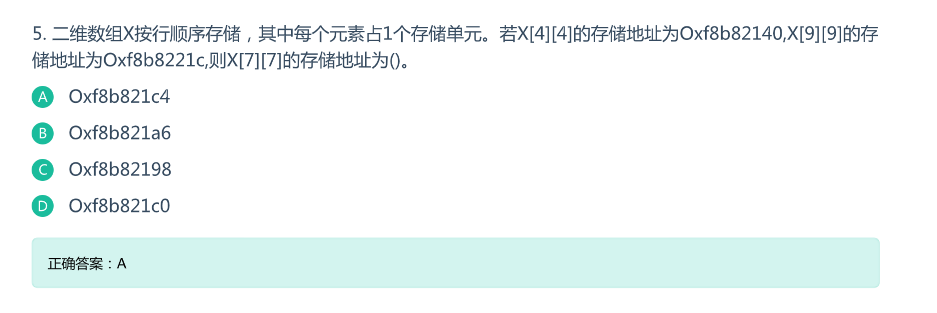 5. 二维数组X按行顺序存储，其中每个元素占1个存储单元。若X[4][4]的存储地址为Oxf8b82140,X[9][9]的存
储地址为Oxf8b8221c,则X[7][7]的存储地址为()。
A Oxf8b821c4
B Oxf8b821a6
C Oxf8b82198
D Oxf8b821c0
正确答案：A